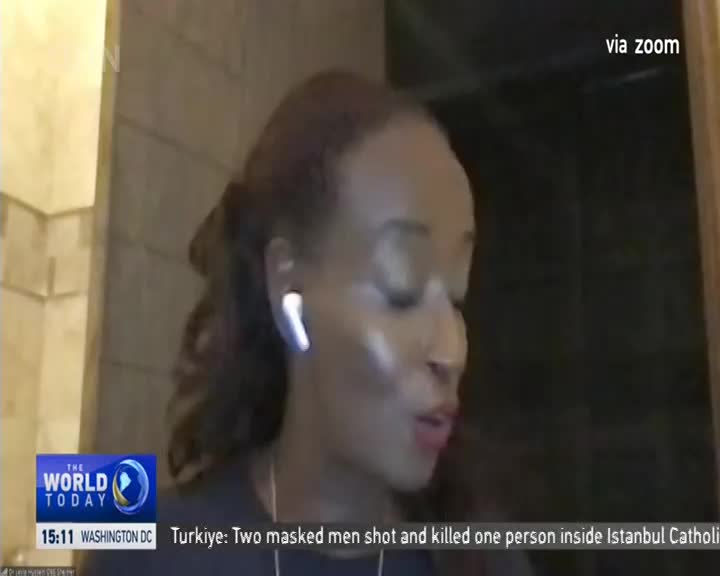 via zoom
THE
WORLD
TODAY
15:11 WASHINGTON DC
Turkiye: Two masked men shot and killed one person inside Istanbul Catholi